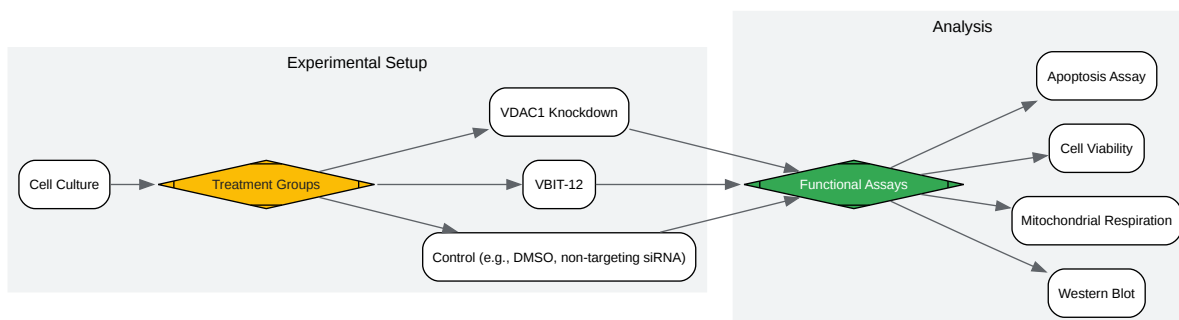 Experimental Setup
Cell Culture
Treatment Groups
VDAC1 Knockdown
VBIT-12
Control (e.g., DMSO, non-targeting siRNA)
Analysis
Functional Assays
Apoptosis Assay
Cell Viability
Mitochondrial Respiration
Western Blot